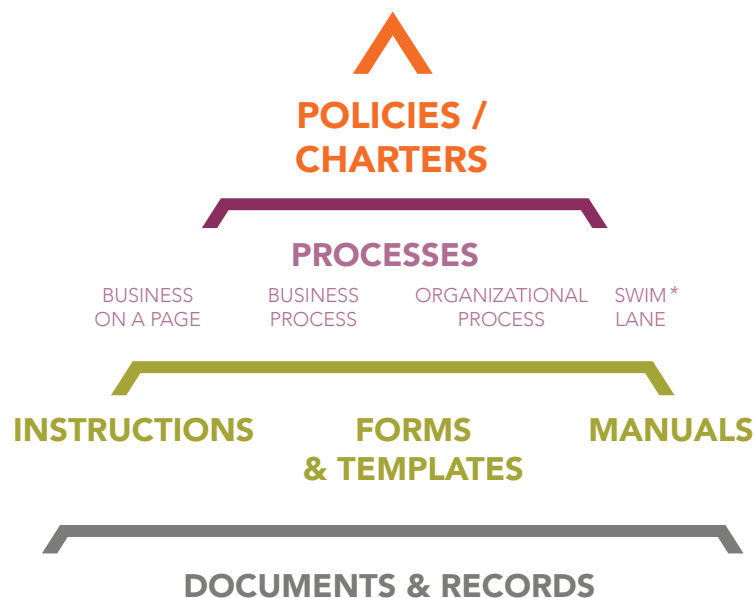 POLICIES /
CHARTERS
PROCESSES
BUSINESS
ON A PAGE
BUSINESS
PROCESS
ORGANIZATIONAL
PROCESS
SWIM*
LANE
INSTRUCTIONS
FORMS
& TEMPLATES
MANUALS
DOCUMENTS & RECORDS